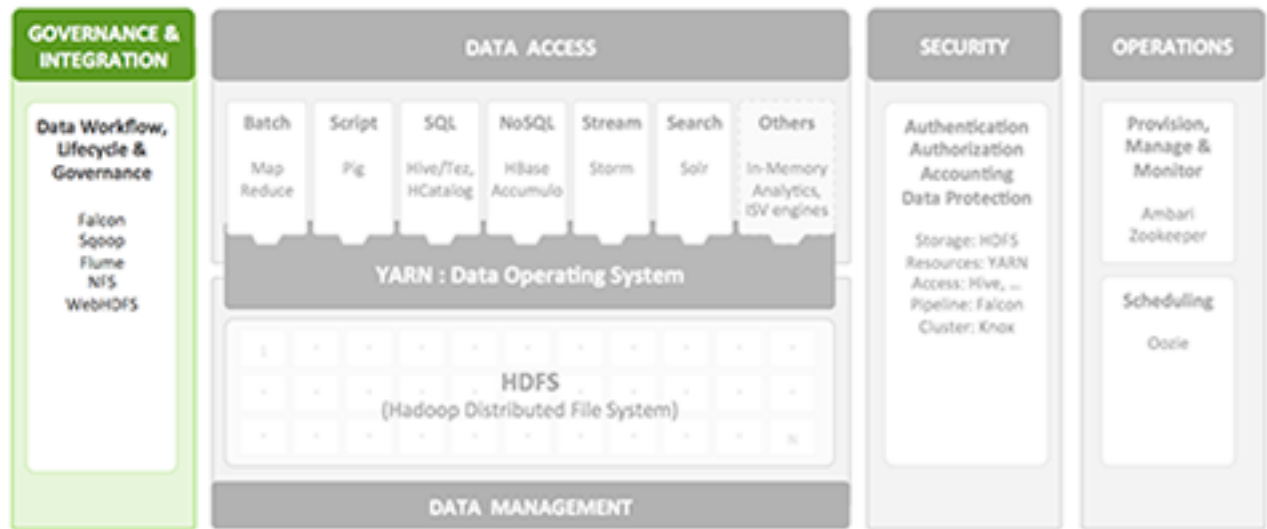 GOVERNANCE &
INTEGRATION
Data Workflow,
Lifecycle &
Governance
Falcon
Sqoop
Flume
NFS
WebHDFS
DATA ACCESS
Batch
Map
Reduce
Script
Pig
SQL
Hive/Tez,
HCatalog
NoSQL
HBase
Accumulo
Stream
Storm
Search
Solr
Others
In-Memory
Analytics,
ISV engines
YARN : Data Operating System
1
HDFS
(Hadoop Distributed File System)
N
DATA MANAGEMENT
SECURITY
Authentication
Authorization
Accounting
Data Protection
Storage: HDFS
Resources: YARN
Access: Hive, ...
Pipeline: Falcon
Cluster: Knox
OPERATIONS
Provision,
Manage &
Monitor
Ambari
Zookeeper
Scheduling
Oozie